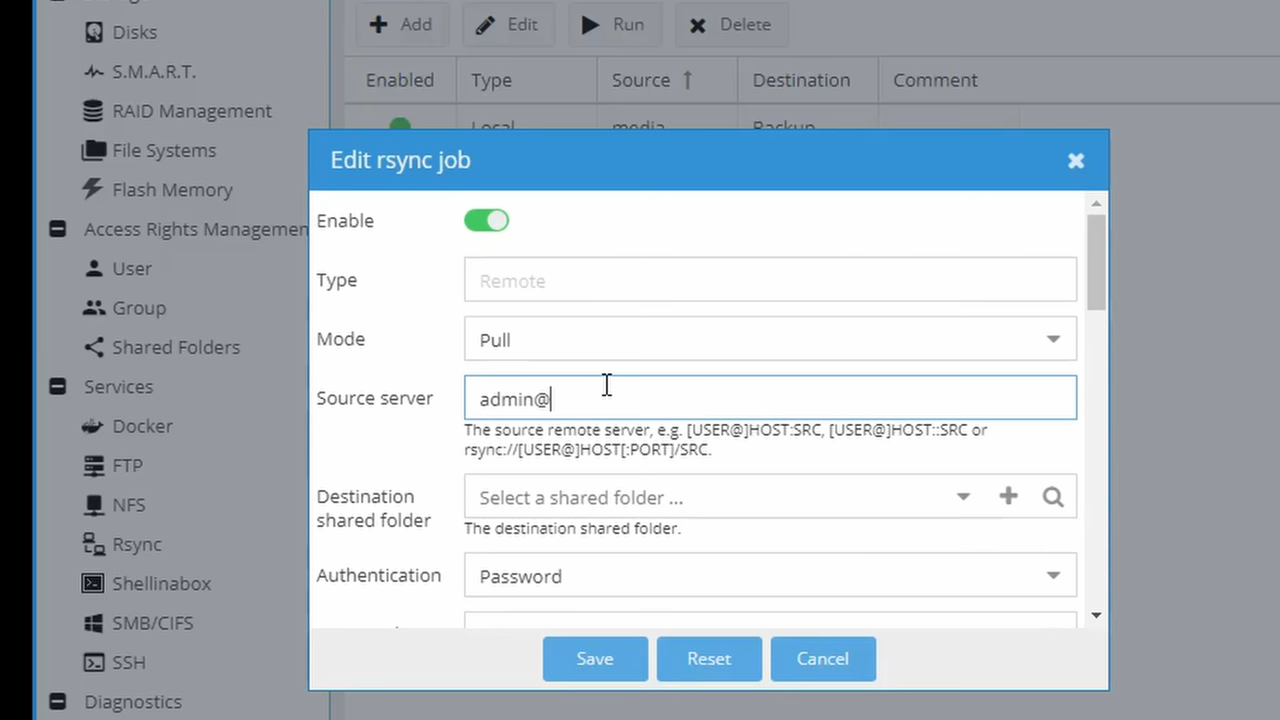 Disks
S.M.A.R.T.
RAID Management
File Systems
Flash Memory
Access Rights Managemen
User
Group
Shared Folders
Services
Docker
FTP
NFS
Rsync
Shellinabox
SMB/CIFS
SSH
Diagnostics
Add Edit Run Delete
Enabled Type Source Destination Comment
Local media Backup
Edit rsync job
Enable
Type Remote
Mode Pull
Source server admin@
The source remote server, e.g. [USER@]HOST:SRC, [USER@]HOST::SRC or
rsync://[USER@]HOST[:PORT]/SRC.
Destination
shared folder
Select a shared folder ...
The destination shared folder.
Authentication Password
Save Reset Cancel